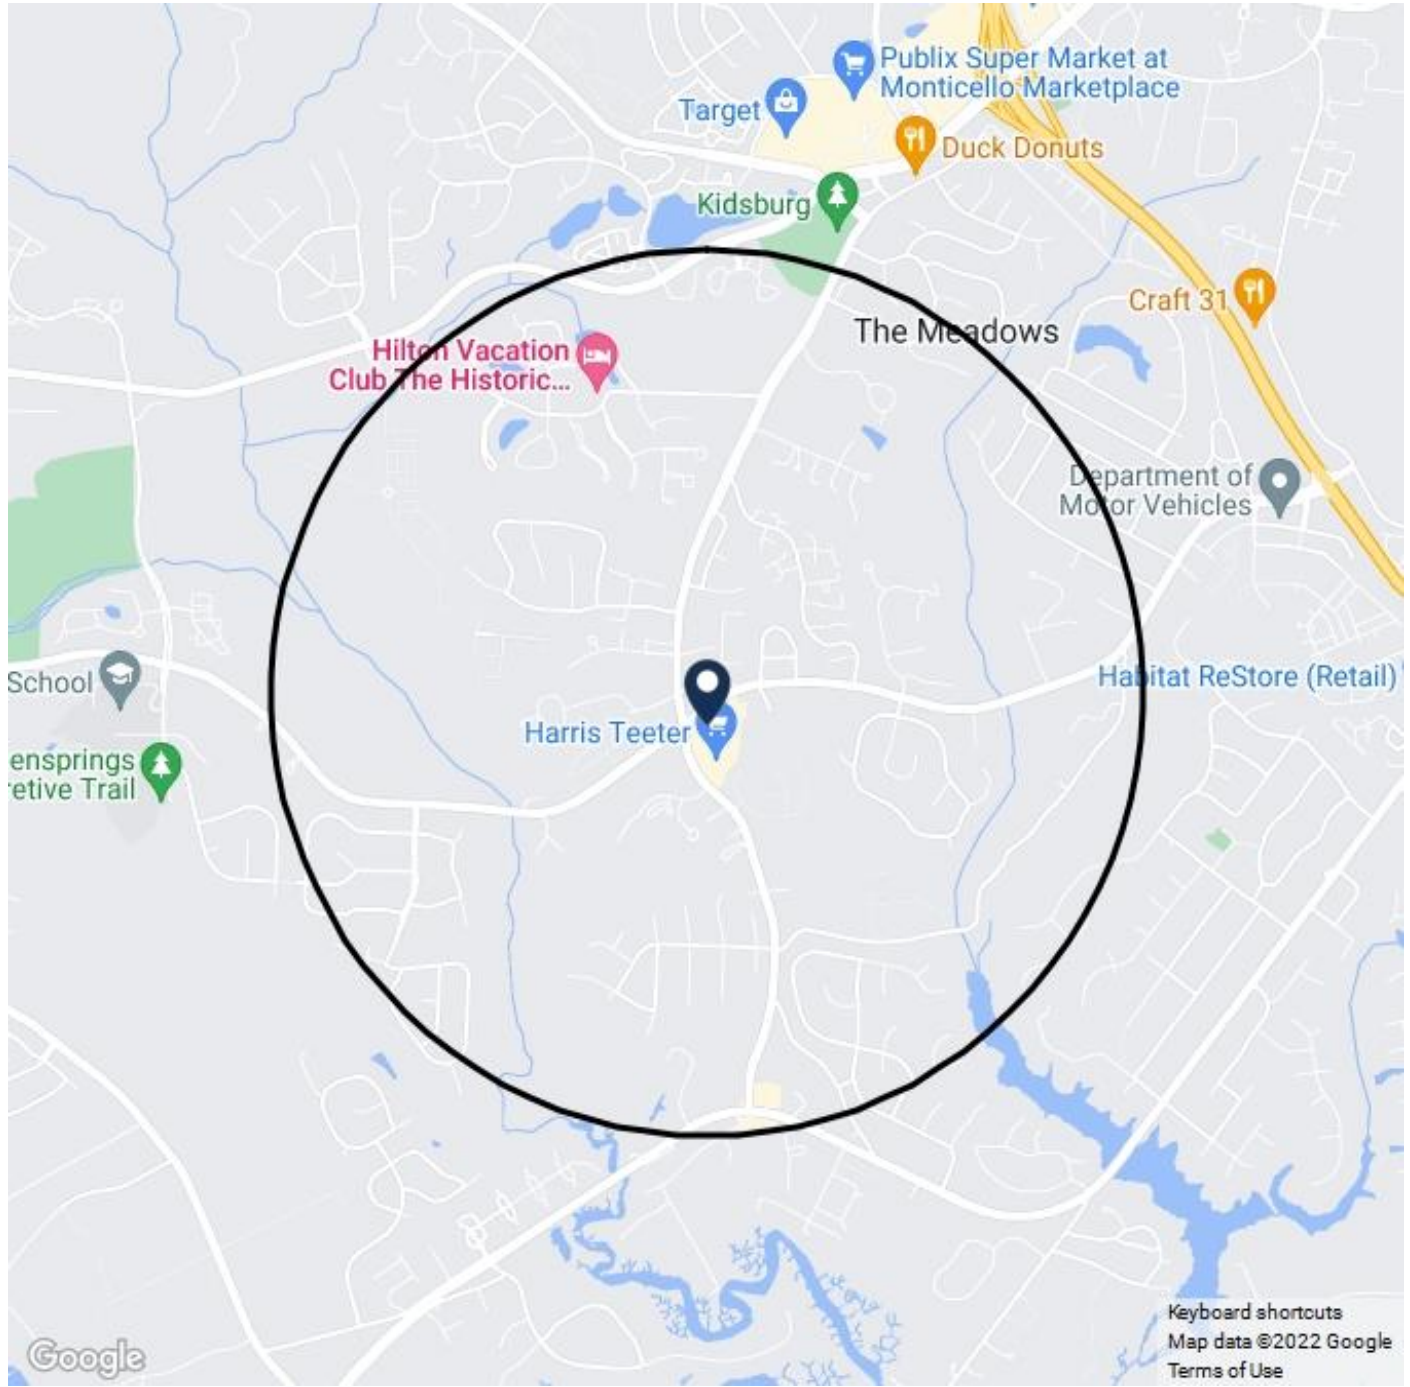 Publix Super Market at
Monticello Marketplace
Target
Duck Donuts
Kidsburg
Craft 31
The Meadows
Hilton Vacation
Club The Historic...
Department of
Motor Vehicles
School
Habitat ReStore (Retail)
Harris Teeter
ensprings
retive Trail
Keyboard shortcuts
Map data ©2022 Google
Terms of Use
Google